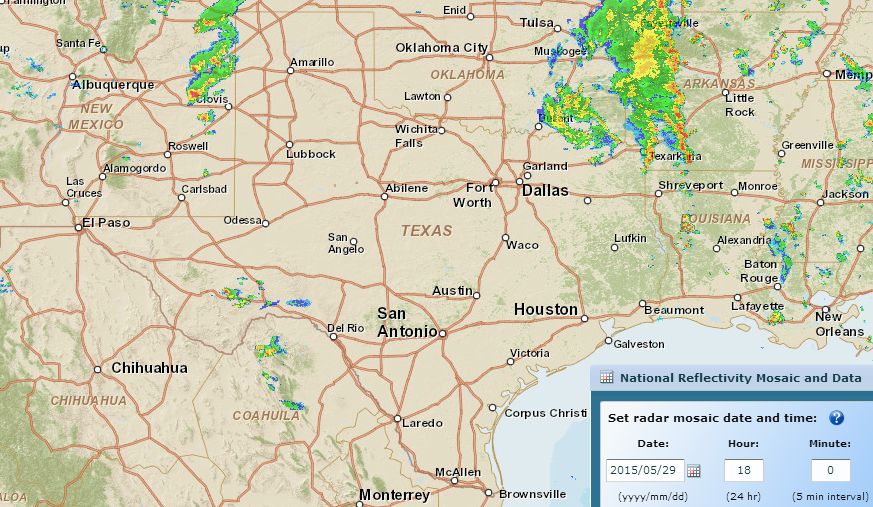 Farmington
Enid
Tulsa
Fayetteville
Santa Fe
Oklahoma City
Muskogee
Amarillo
OKLAHOMA
Albuquerque
ARKANSAS
Memp
Clovis
Lawton
Little
Rock
NEW
MEXICO
Durant
Wichita
Falls
Roswell
Lubbock
Greenville
Texarkana
MISSISSIPP
Alamogordo
Garland
Las
Cruces
Carlsbad
Abilene
Fort
Worth
Dallas
Shreveport
Monroe
Jackson
El Paso
Odessa
TEXAS
LOUISIANA
San
Angelo
Waco
Lufkin
Alexandria
Baton
Rouge
Austin
San
Antonio
Houston
Beaumont
Lafayette
New
Orleans
Del Rio
Galveston
Victoria
Chihuahua
National Reflectivity Mosaic and Data
CHIHUAHUA
COAHUILA
Corpus Christi
Laredo
Set radar mosaic date and time: ?
Date: Hour: Minute:
2015/05/29 18 0
McAllen
Monterrey
Brownsville
(yyyy/mm/dd) (24 hr) (5 min interval)